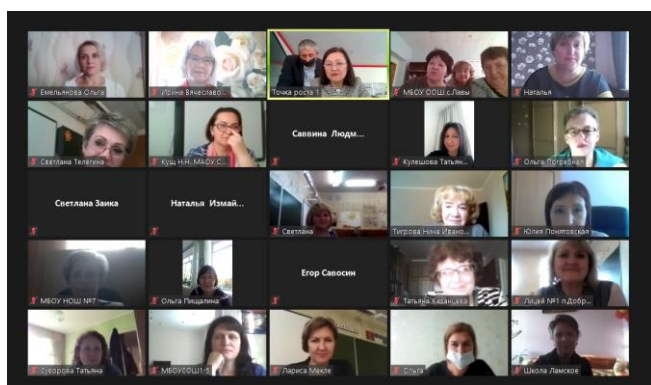 Емельянова Ольга
Ирина Вячеславо...
Точка роста 1
МБОУ ООШ с.Лавы
Наталья
Светлана Телегина
Кущ Н.Н, МАОУ С...
Саввина Людм...
Кулешова Татьян...
Ольга Погребная
Светлана Заика
Наталья Измай...
Светлана
Тигрова Нина Ивано...
Юлия Понятовская
МБОУ НОШ №7
Ольга Пищалина
Егор Савосин
Татьяна Казанцева
Лицей №1 п.Добр...
Суворова Татьяна
МБОУСОШ1-5
Лариса Мекле
Ольга
Школа Ламское